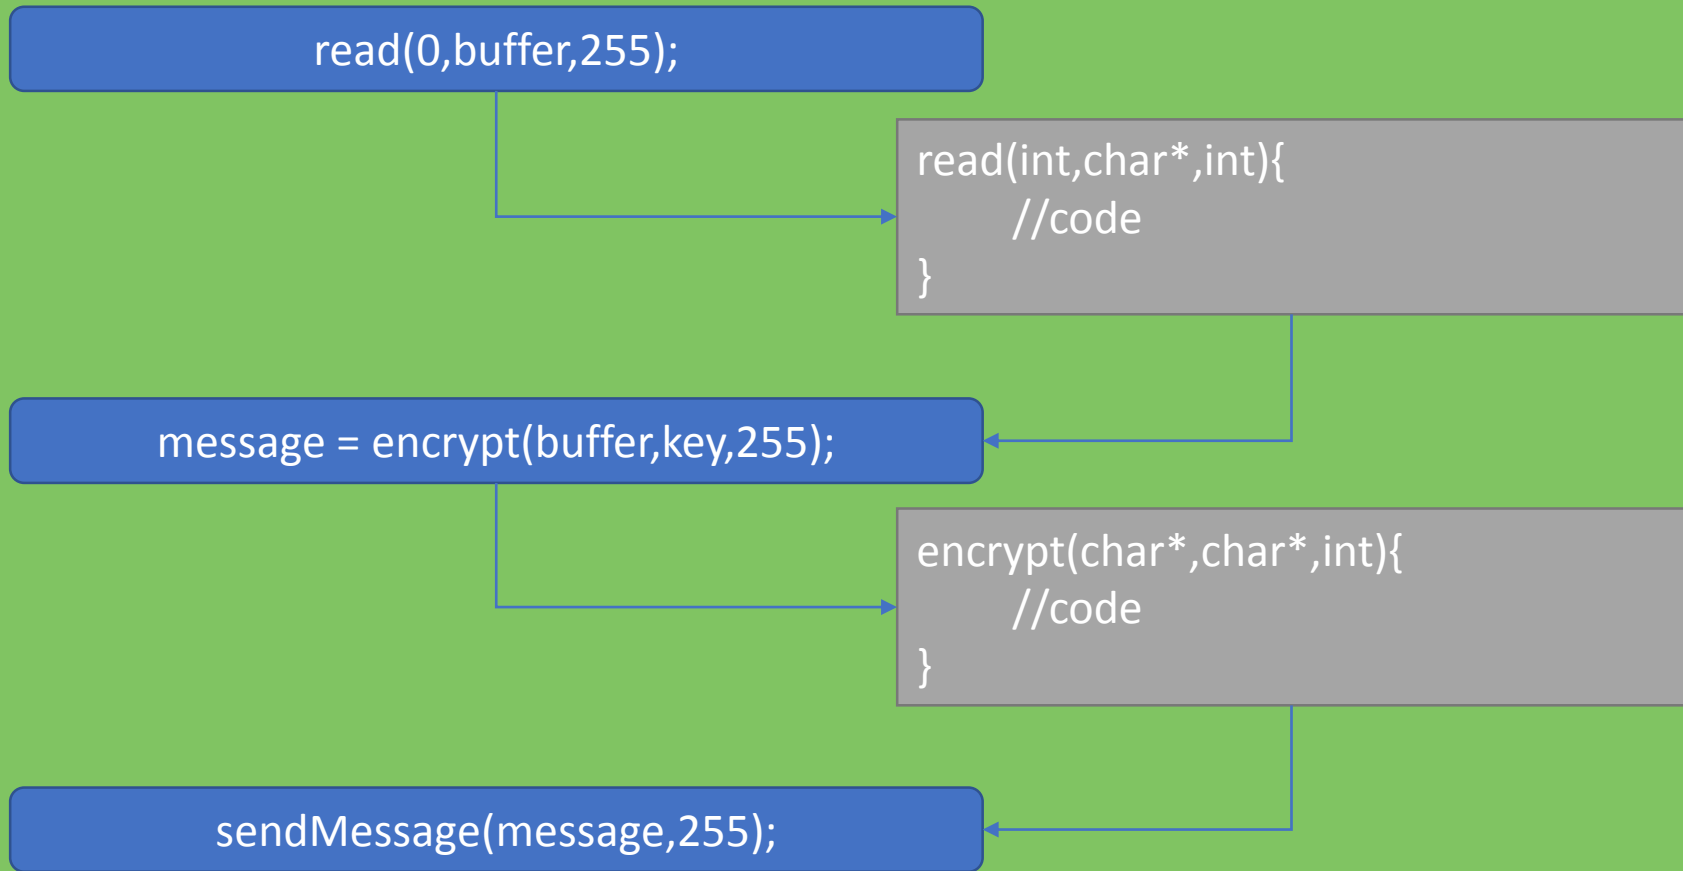 read(0,buffer,255);
read(int,char*,int){
//code
}
message = encrypt(buffer,key,255);
encrypt(char*,char*,int){
//code
}
sendMessage(message,255);